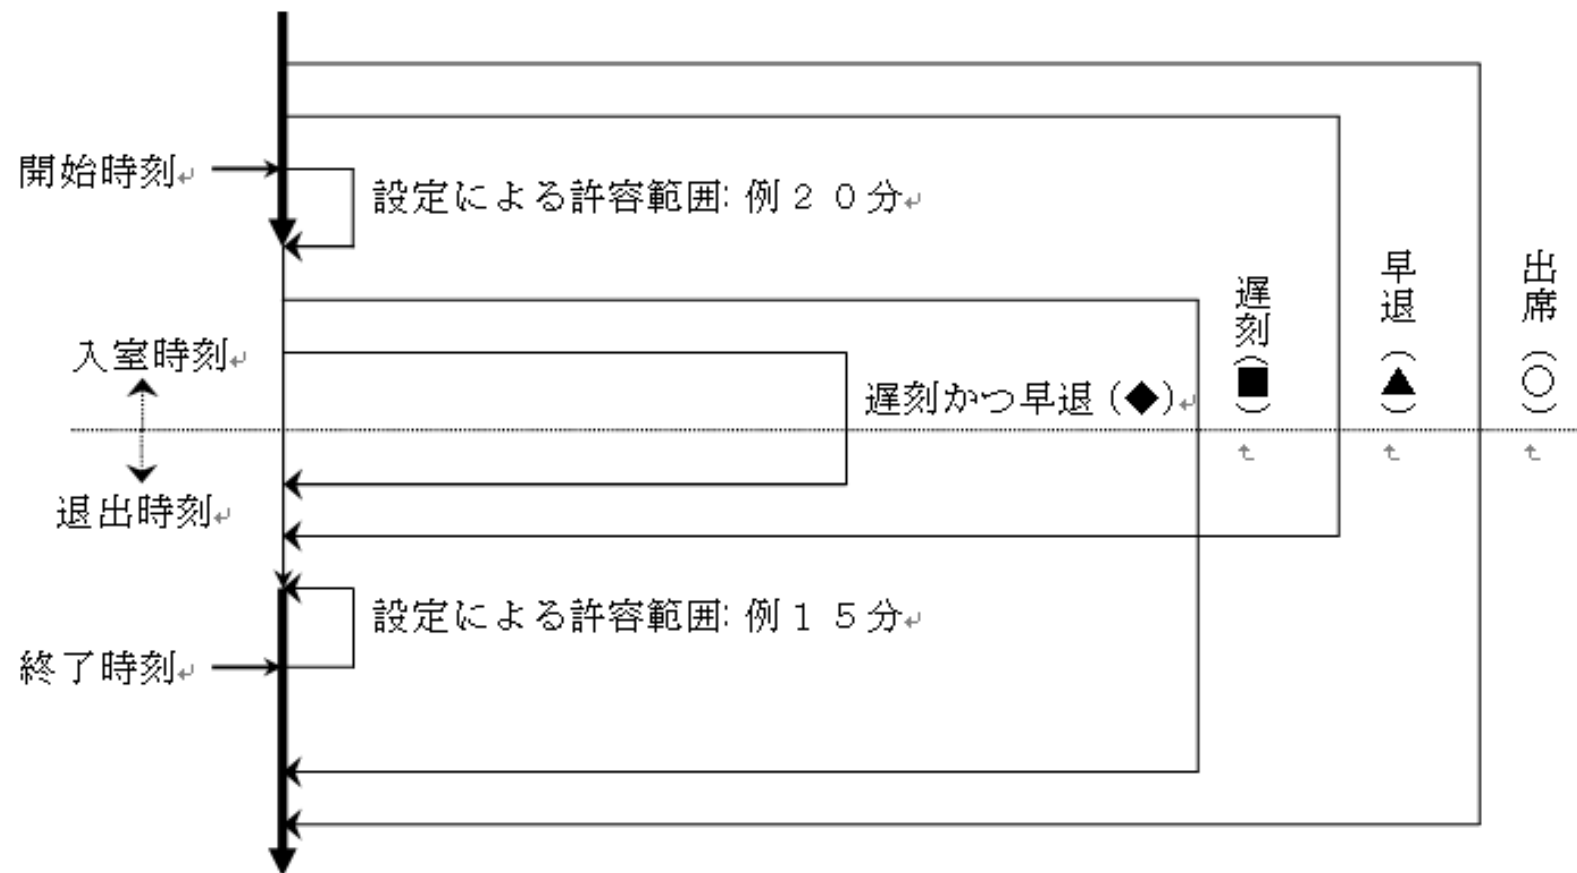 開始時刻↵
設定による許容範囲: 例２０分↵
入室時刻↵
退出時刻↵
遅刻かつ早退(◆)↵
遅刻(■)↵
早退(▲)↵
出席(○)↵
設定による許容範囲: 例１５分↵
終了時刻↵